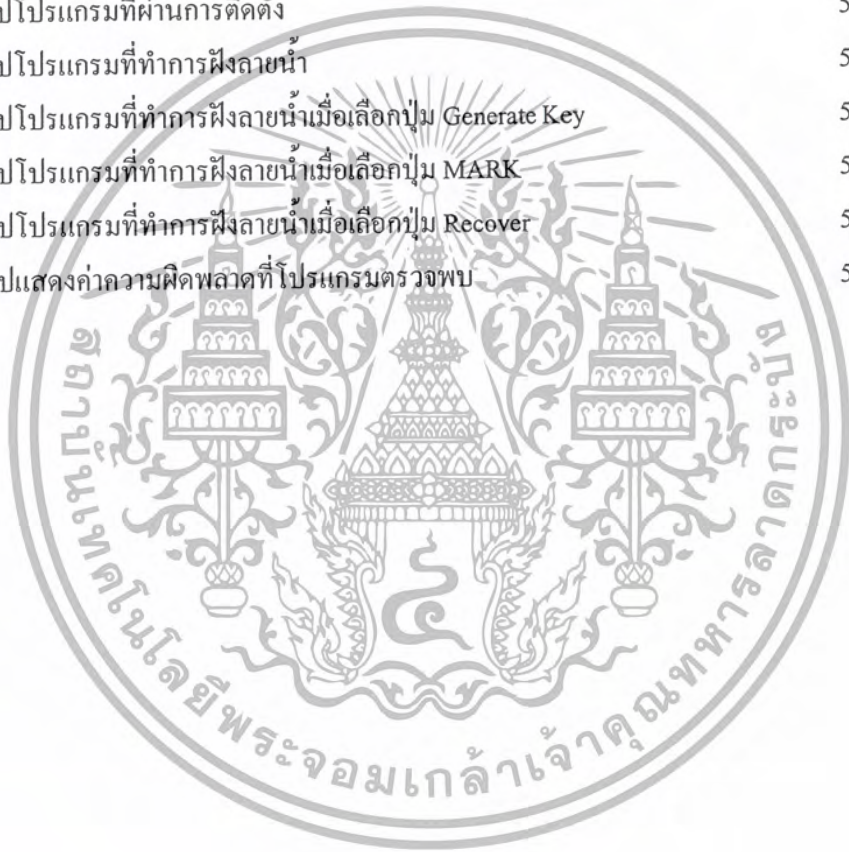 ปโปรแกรมที่ผ่านการติดตั้ง 5
ปโปรแกรมที่ทำการฝังลายน้ำ 5
ปโปรแกรมที่ทำการฝังลายน้ำเมื่อเลือกปุ่ม Generate Key 5
ปโปรแกรมที่ทำการฝังลายน้ำเมื่อเลือกปุ่ม MARK 5
ปโปรแกรมที่ทำการฝังลายน้ำเมื่อเลือกปุ่ม Recover 5
ปแสดงค่าความผิดพลาดที่โปรแกรมตรวจพบ 5
สถาบันเทคโนโลยีพระจอมเกล้าเจ้าคุณทหารลาดกระบัง